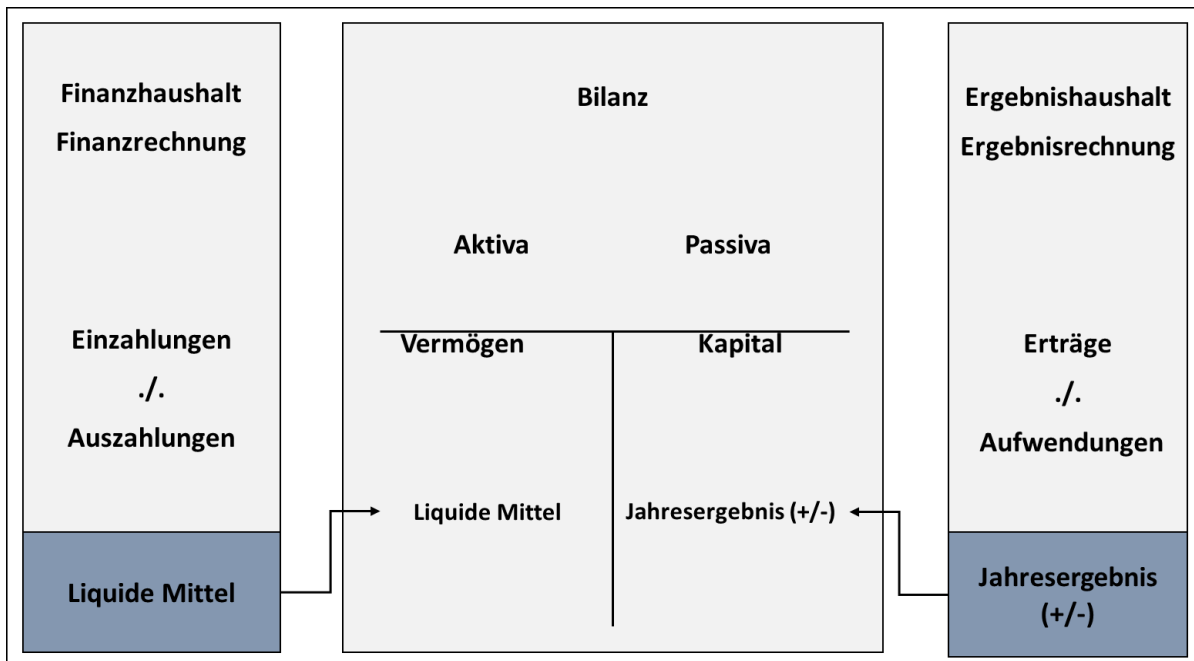 Finanzhaushalt
Finanzrechnung
Einzahlungen
./.
Auszahlungen
Liquide Mittel
Bilanz
Aktiva
Passiva
Vermögen
Kapital
Liquide Mittel
Jahresergebnis (+/-)
Ergebnishaushalt
Ergebnisrechnung
Erträge
./.
Aufwendungen
Jahresergebnis
(+/-)